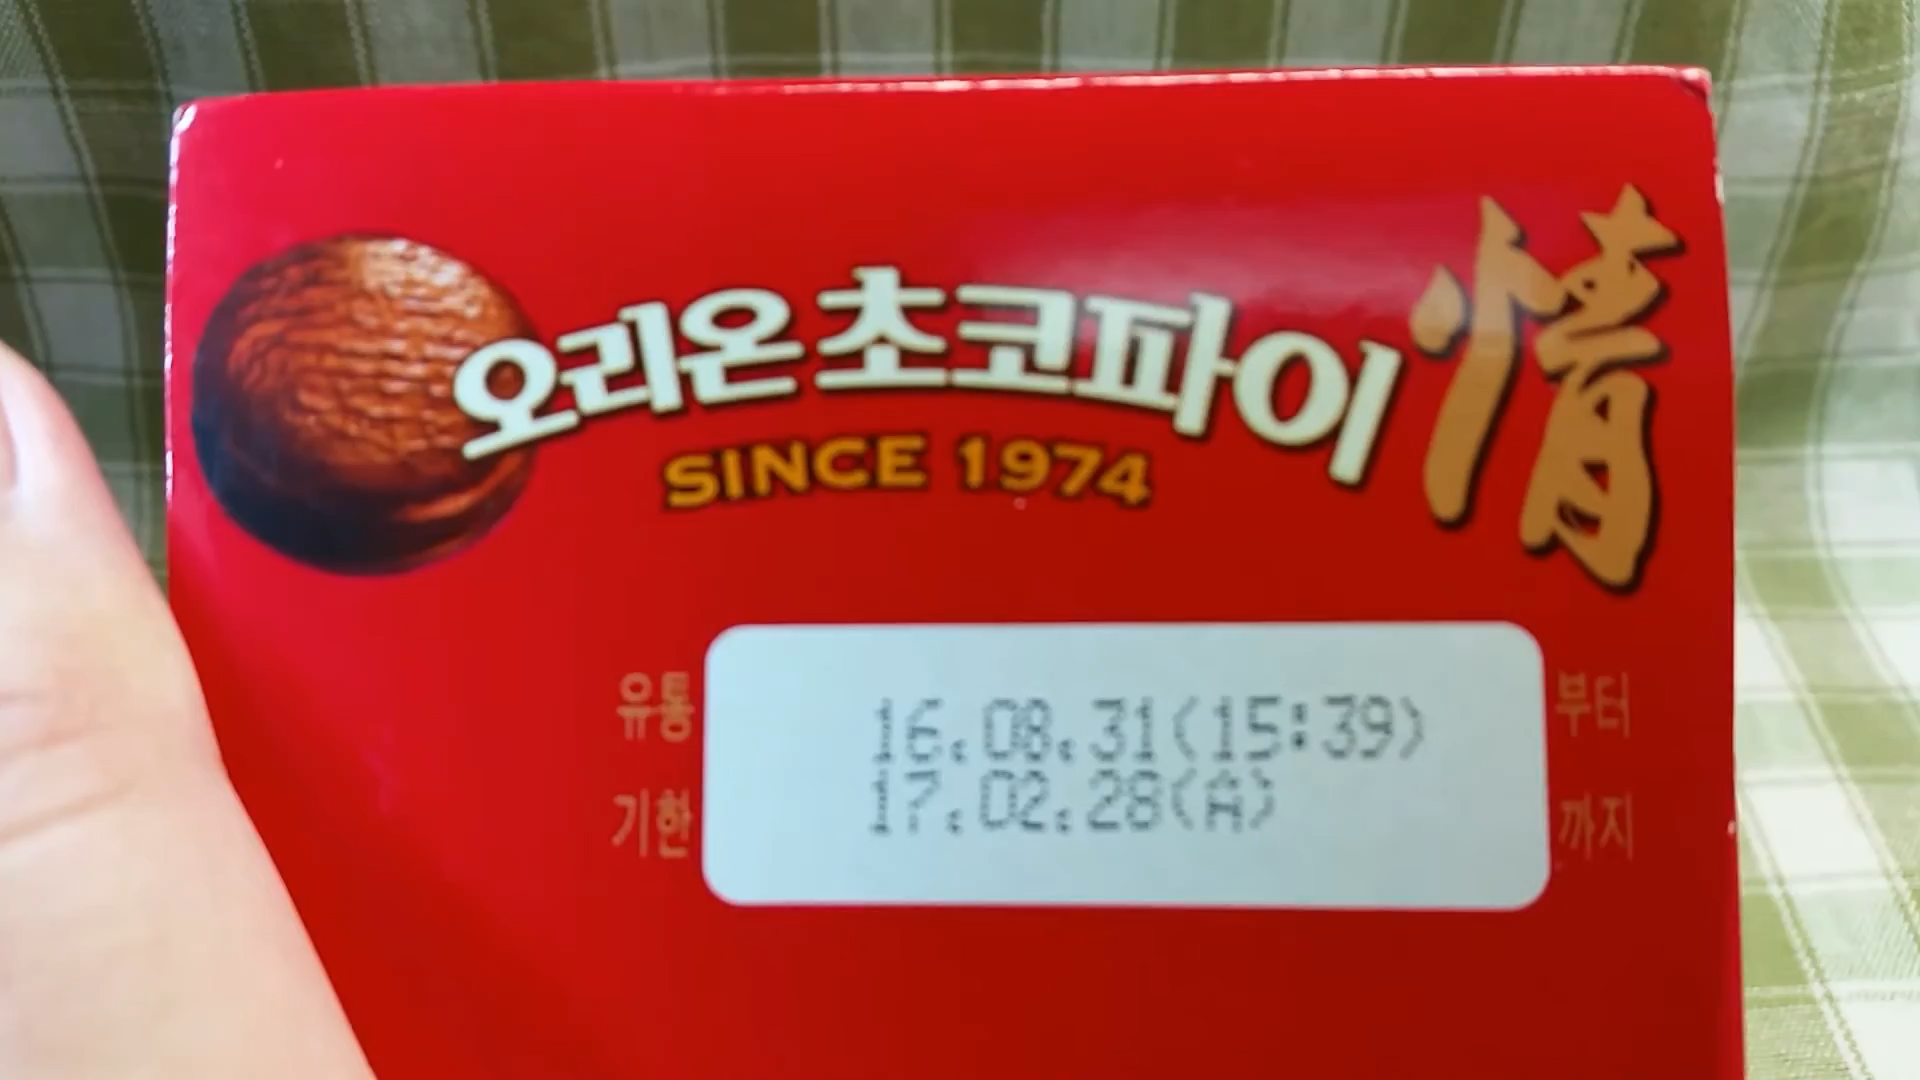 오리온 초코파이 情
SINCE 1974
유통 16.08.31(15:39) 부터
기한 17.02.28(A) 까지